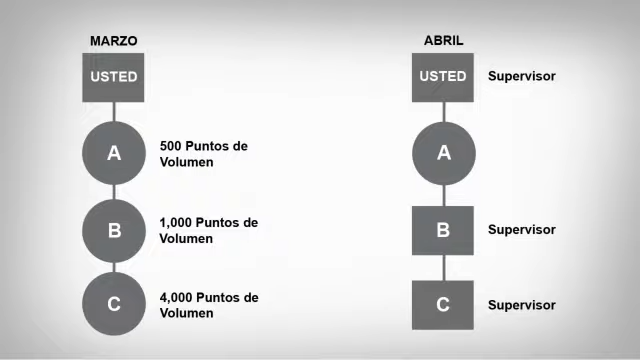 MARZO
USTED
A
500 Puntos de
Volumen
B
1,000 Puntos de
Volumen
C
4,000 Puntos de
Volumen
ABRIL
USTED
Supervisor
A
B
Supervisor
C
Supervisor